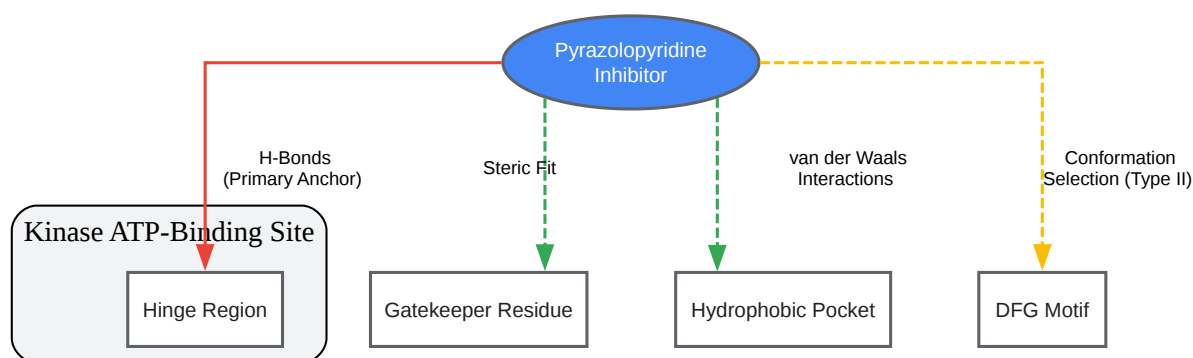 Pyrazolopyridine
Inhibitor
H-Bonds
(Primary Anchor)
Steric Fit
van der Waals
Interactions
Conformation
Selection (Type II)
Kinase ATP-Binding Site
Hinge Region
Gatekeeper Residue
Hydrophobic Pocket
DFG Motif